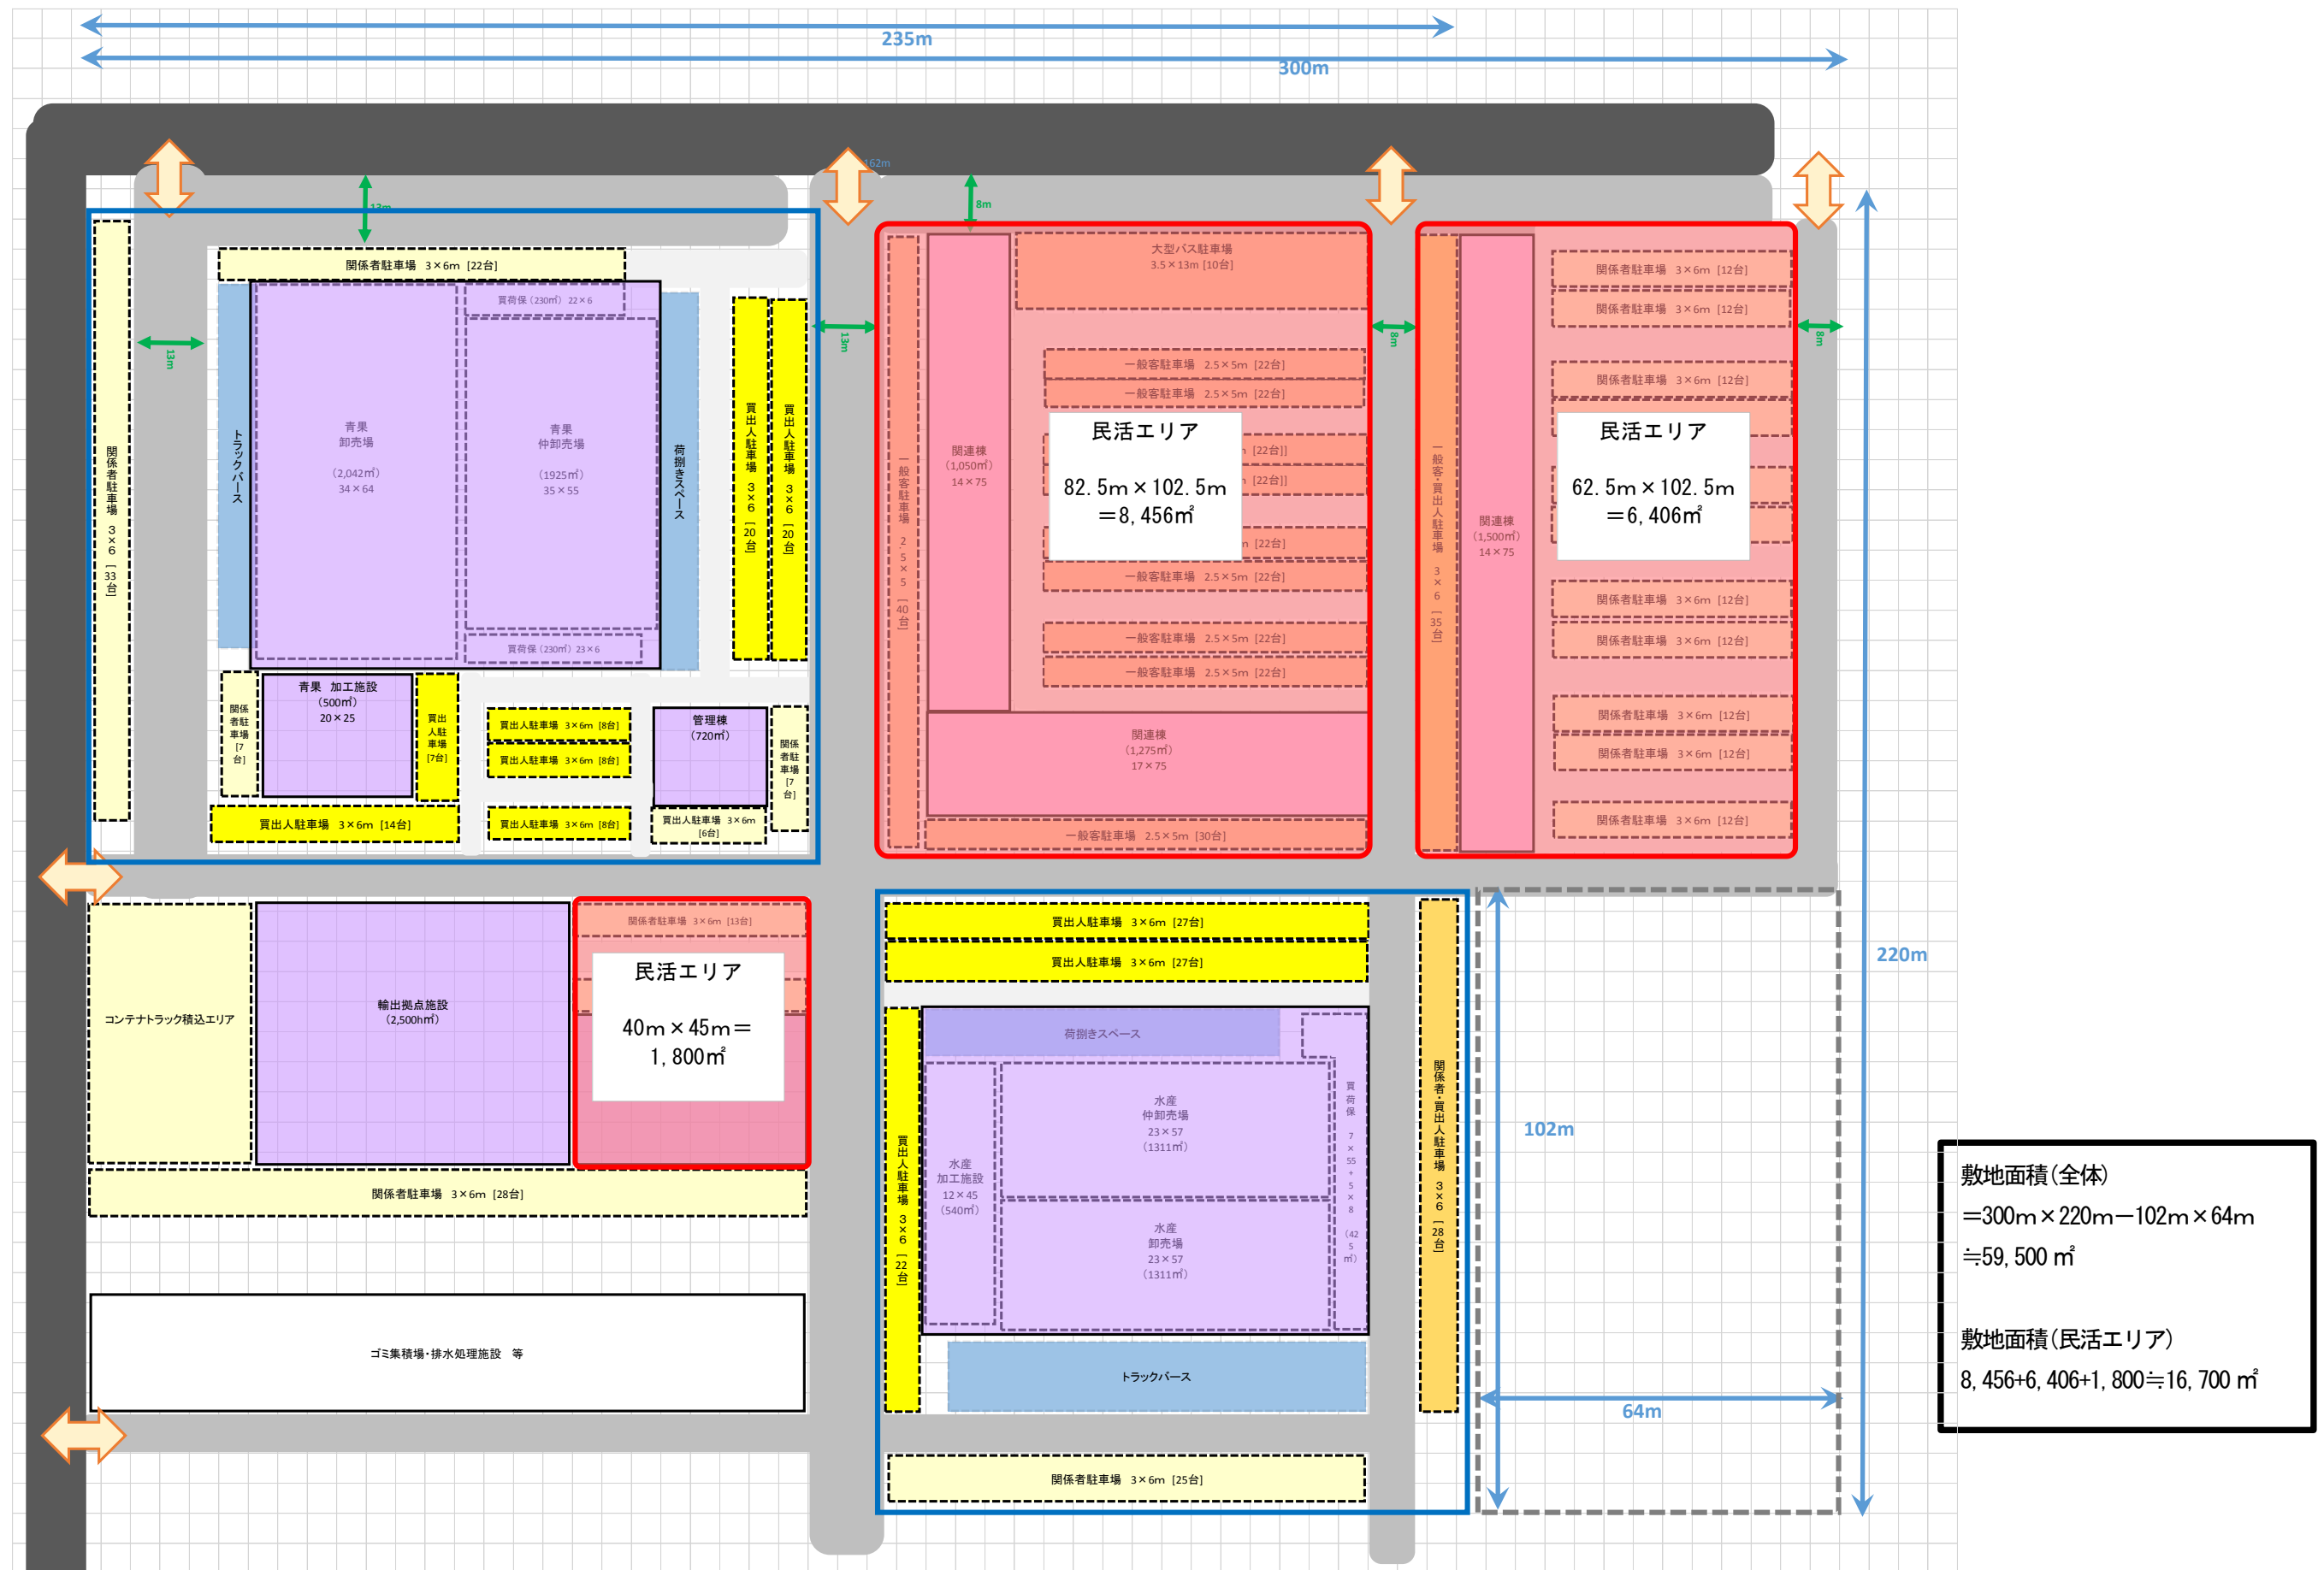 235m
300m
162m
13m
8m
関係者駐車場 3×6m [22台]
大型バス駐車場
3.5×13m [10台]
関係者駐車場 3×6m [12台]
関係者駐車場 3×6m [12台]
買荷保（230㎡）22×6
13m
13m
8m
8m
関係者駐車場 3×6 [33台]
トラックバース
青果
卸売場
（2,042㎡）
34×64
青果
仲卸売場
（1925㎡）
35×55
荷捌きスペース
買出人駐車場 3×6 [20台]
買出人駐車場 3×6 [20台]
買荷保（230㎡）23×6
一般客駐車場 2.5×5 [40台]
関連棟
（1,050㎡）
14×75
一般客駐車場 2.5×5m [22台]
一般客駐車場 2.5×5m [22台]
民活エリア
82.5m×102.5m
＝8,456㎡
[22台]]
[22台]]
[22台]
一般客駐車場 2.5×5m [22台]
一般客駐車場 2.5×5m [22台]
一般客駐車場 2.5×5m [22台]
関連棟
（1,275㎡）
17×75
一般客駐車場 2.5×5m [30台]
一般客・買出人駐車場 3×6 [35台]
関連棟
（1,500㎡）
14×75
関係者駐車場 3×6m [12台]
民活エリア
62.5m×102.5m
＝6,406㎡
関係者駐車場 3×6m [12台]
関係者駐車場 3×6m [12台]
関係者駐車場 3×6m [12台]
関係者駐車場 3×6m [12台]
関係者駐車場 3×6m [12台]
関係
者駐
車場
[7
台]
青果 加工施設
（500㎡）
20×25
買出
人駐
車場
[7台]
買出人駐車場 3×6m [8台]
買出人駐車場 3×6m [8台]
管理棟
（720㎡）
関係
者駐
車場
[7
台]
買出人駐車場 3×6m [14台]
買出人駐車場 3×6m [8台]
買出人駐車場 3×6m
[6台]
コンテナトラック積込エリア
輸出拠点施設
（2,500h㎡）
関係者駐車場 3×6m [13台]
民活エリア
40m×45m＝
1,800㎡
関係者駐車場 3×6m [28台]
ゴミ集積場・排水処理施設 等
買出人駐車場 3×6m [27台]
買出人駐車場 3×6m [27台]
買出人駐車場 3×6 [22台]
荷捌きスペース
水産
加工施設
12×45
（540㎡）
水産
仲卸売場
23×57
（1311㎡）
水産
卸売場
23×57
（1311㎡）
買荷保 7×55+5×8 （425㎡）
トラックバース
関係者駐車場 3×6m [25台]
関係者・買出人駐車場 3×6 [28台]
102m
64m
220m
敷地面積（全体）
＝300m×220m－102m×64m
≒59,500 ㎡
敷地面積（民活エリア）
8,456+6,406+1,800≒16,700 ㎡